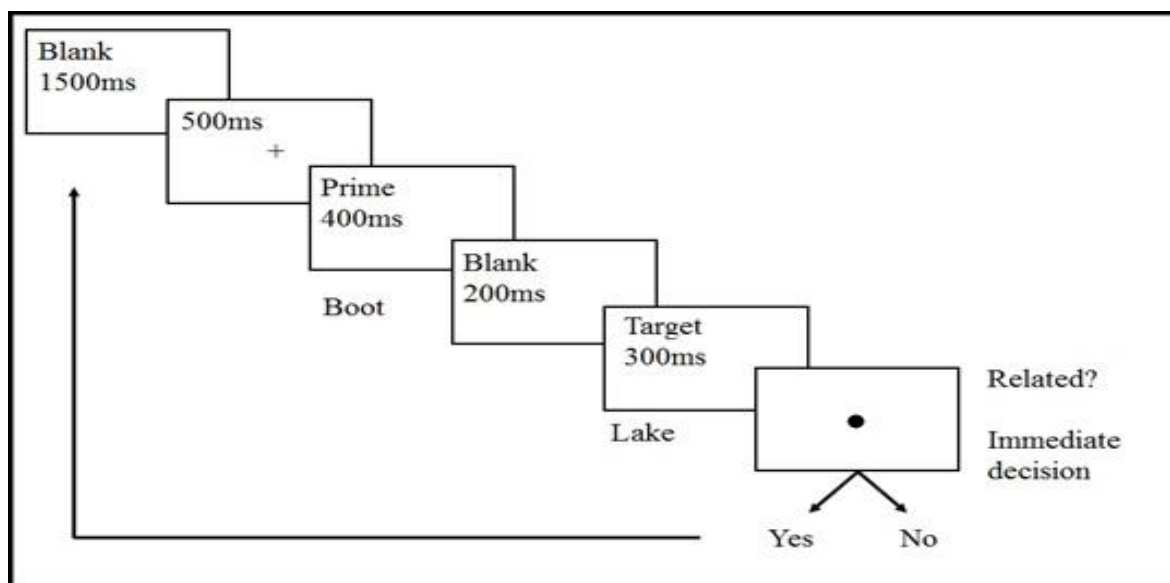 Blank
1500ms
500ms
+
Prime
400ms
Boot
Blank
200ms
Target
300ms
Lake
Related?
Immediate
decision
Yes No